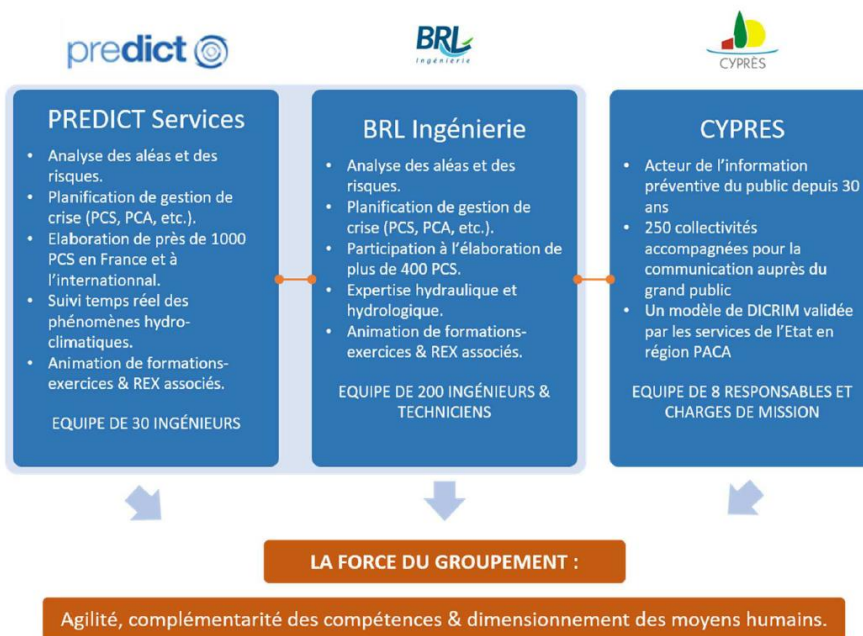 predict
BRL
Ingénierie
CYPRÈS
PREDICT Services
• Analyse des aléas et des
risques.
• Planification de gestion de
crise (PCS, PCA, etc.).
• Elaboration de près de 1000
PCS en France et à
l'internationnal.
• Suivi temps réel des
phénomènes hydro-
climatiques.
• Animation de formations-
exercices & REX associés.
EQUIPE DE 30 INGÉNIEURS
BRL Ingénierie
• Analyse des aléas et des
risques.
• Planification de gestion de
crise (PCS, PCA, etc.).
• Participation à l'élaboration de
plus de 400 PCS.
• Expertise hydraulique et
hydrologique.
• Animation de formations-
exercices & REX associés.
EQUIPE DE 200 INGÉNIEURS &
TECHNICIENS
CYPRES
• Acteur de l'information
préventive du public depuis 30
ans
• 250 collectivités
accompagnées pour la
communication auprès du
grand public
• Un modèle de DICRIM validée
par les services de l'Etat en
région PACA
EQUIPE DE 8 RESPONSABLES ET
CHARGES DE MISSION
LA FORCE DU GROUPEMENT :
Agilité, complémentarité des compétences & dimensionnement des moyens humains.